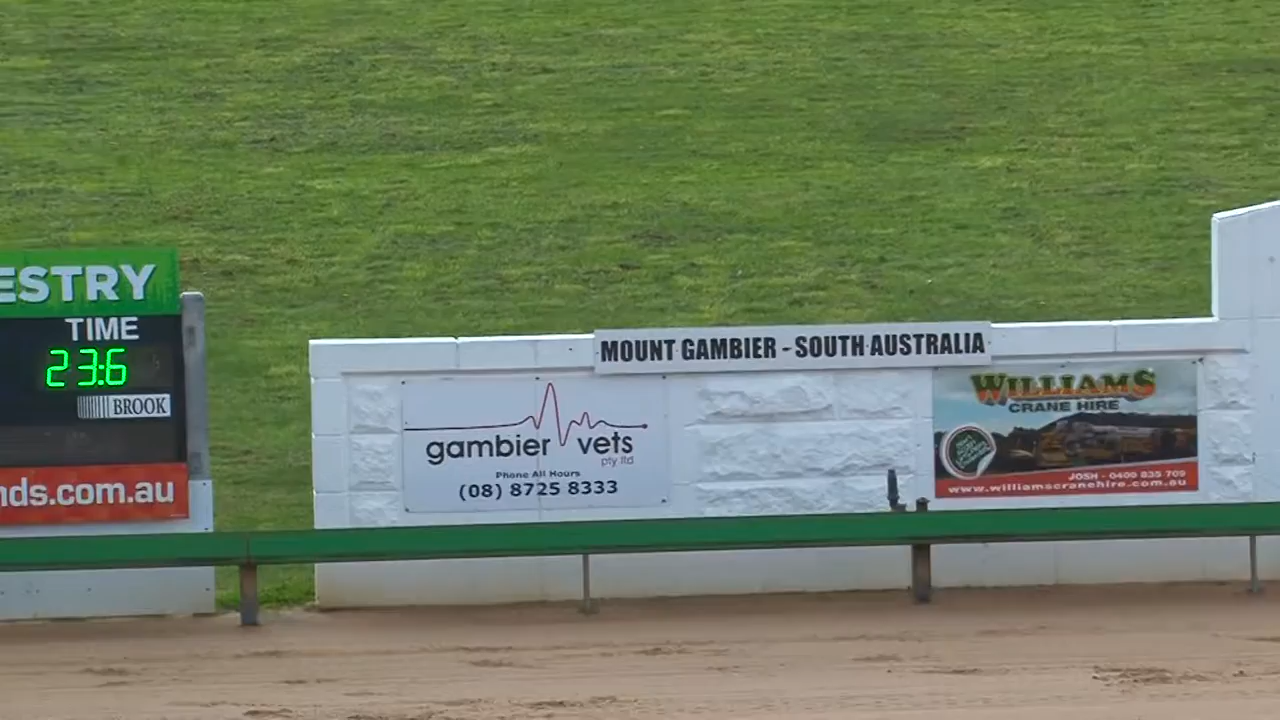 ESTRY
TIME
23:6
BROOK
nds.com.au
MOUNT GAMBIER - SOUTH AUSTRALIA
gambier vets
pty ltd
Phone All Hours
(08) 8725 8333
WILLIAMS
CRANE HIRE
JOSH - 0409 835 709
www.williamscranehire.com.au